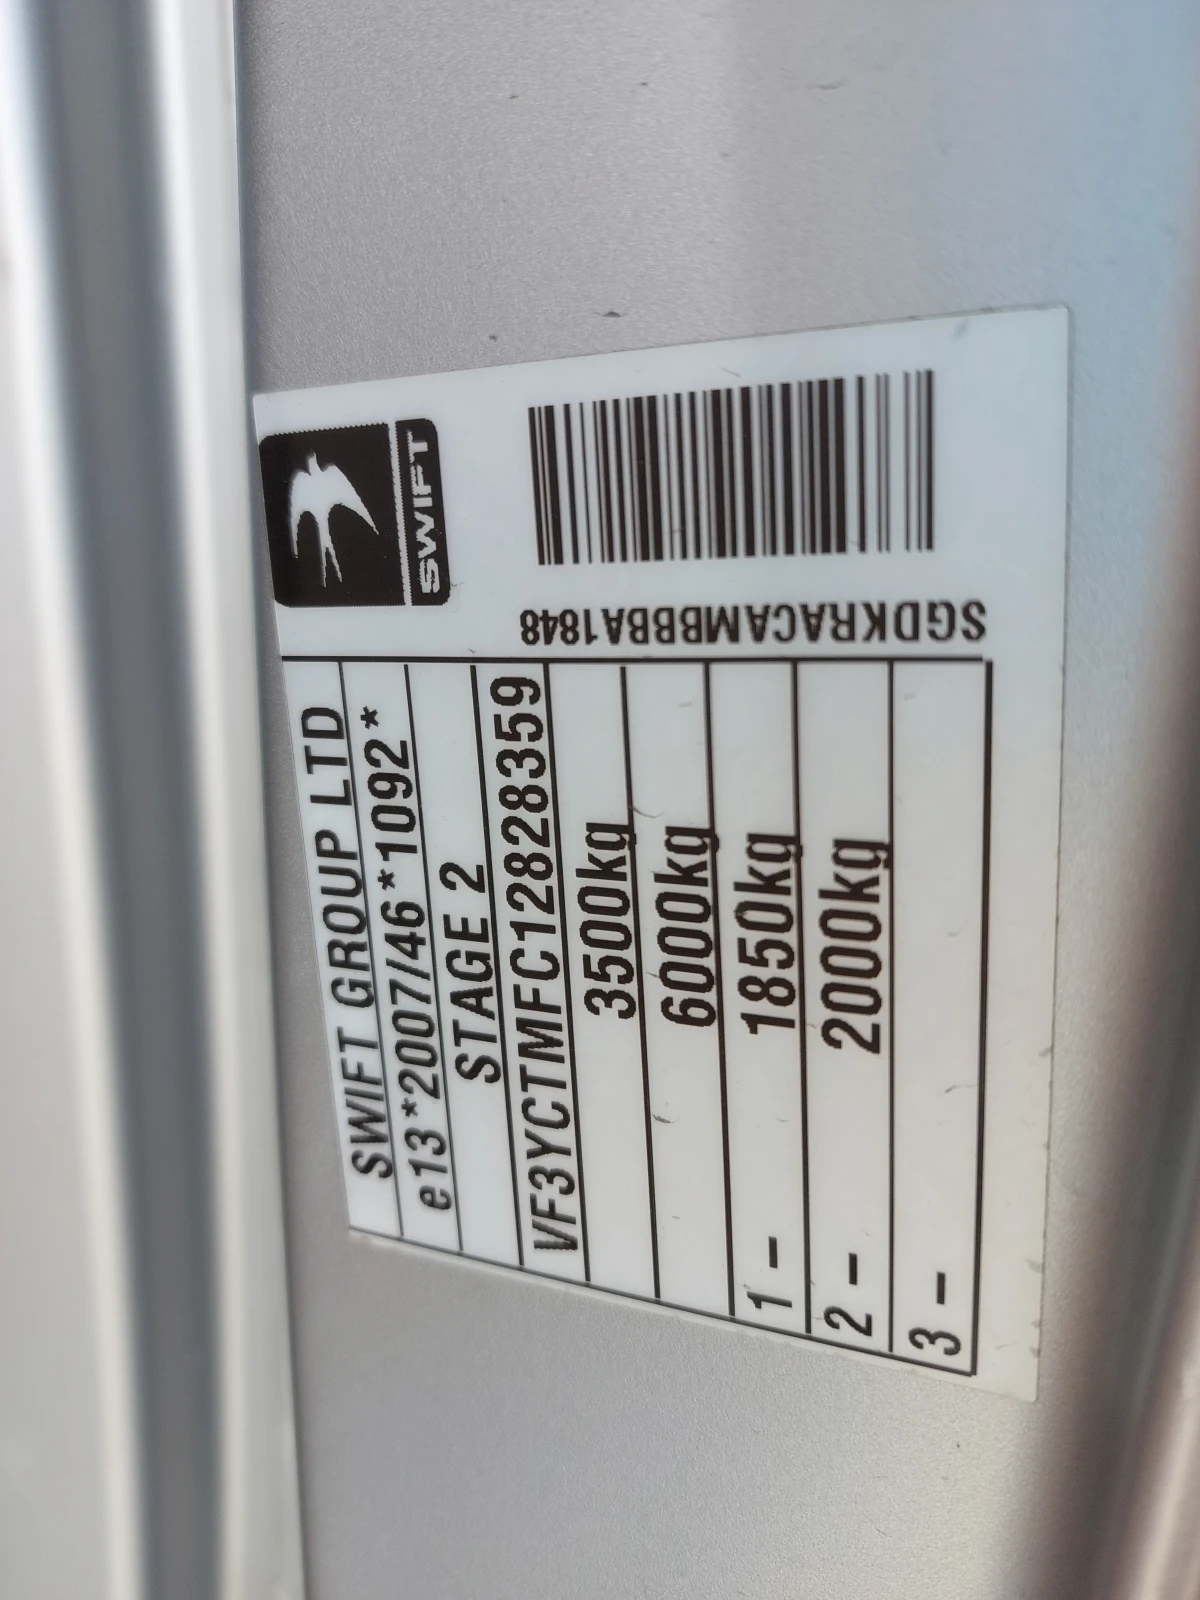 SWIFT
SGDKRACAMBBBA1848
SWIFT GROUP LTD
e13*2007/46*1092*
STAGE 2
VF3YCTMFC12828359
3500kg
6000kg
1 - 1850kg
2 - 2000kg
3 -